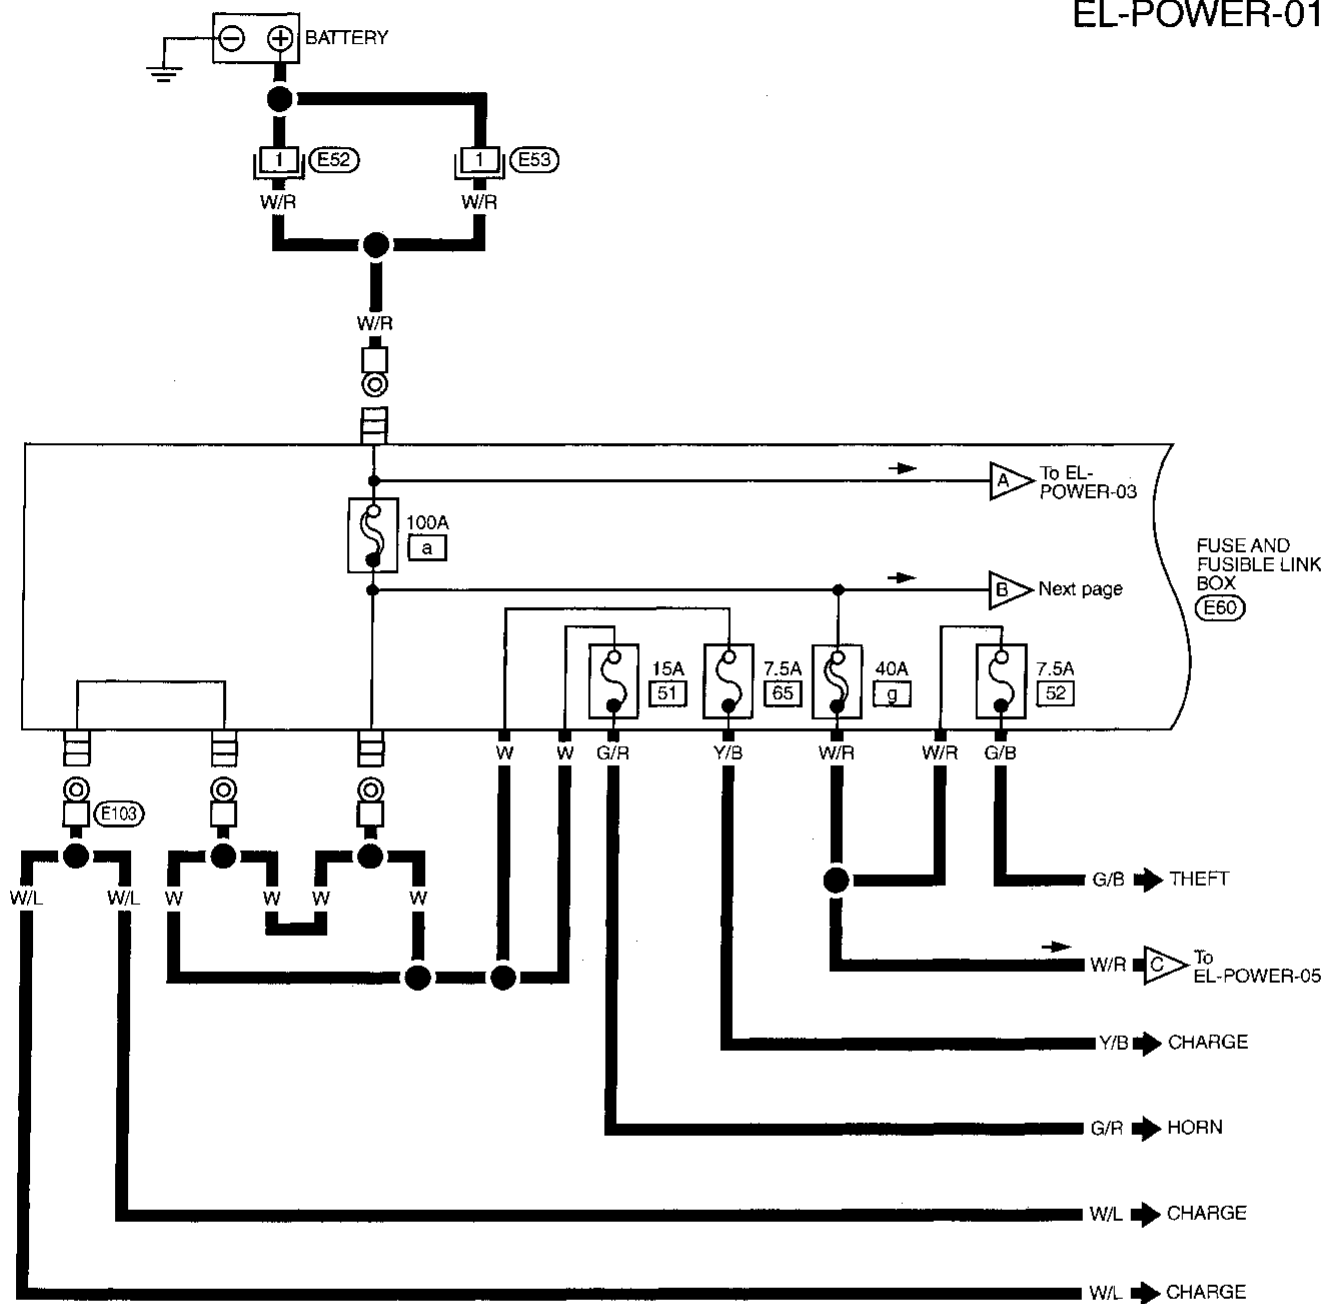 EL-POWER-01
BATTERY
1 E52
1 E53
W/R
W/R
W/R
A To EL-
POWER-03
100A
a
B Next page
FUSE AND
FUSIBLE LINK
BOX
E60
15A
51
7.5A
65
40A
g
7.5A
52
W W G/R Y/B W/R W/R G/B
E103
W/L W/L W W W W
G/B THEFT
W/R C To
EL-POWER-05
Y/B CHARGE
G/R HORN
W/L CHARGE
W/L CHARGE